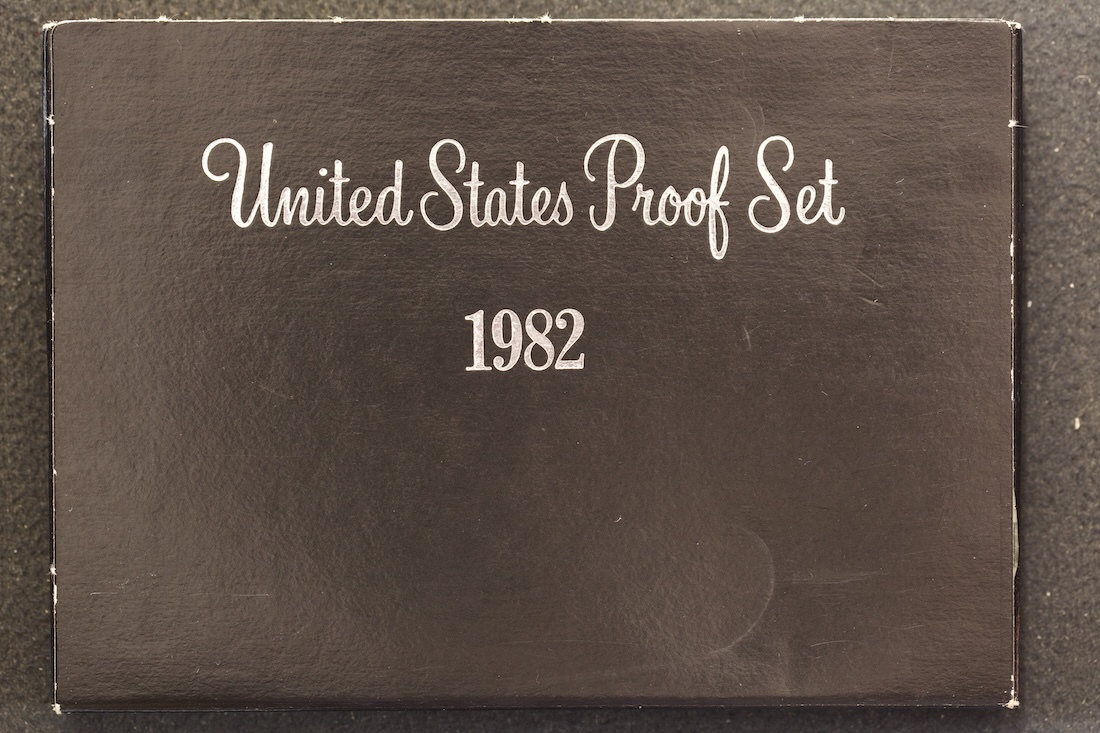 United States Proof Set
1982